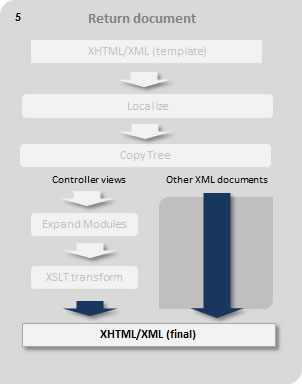 5
Return document
XHTML/XML (template)
Localize
Copy Tree
Controller views
Other XML documents
Expand Modules
XSLT transform
XHTML/XML (final)